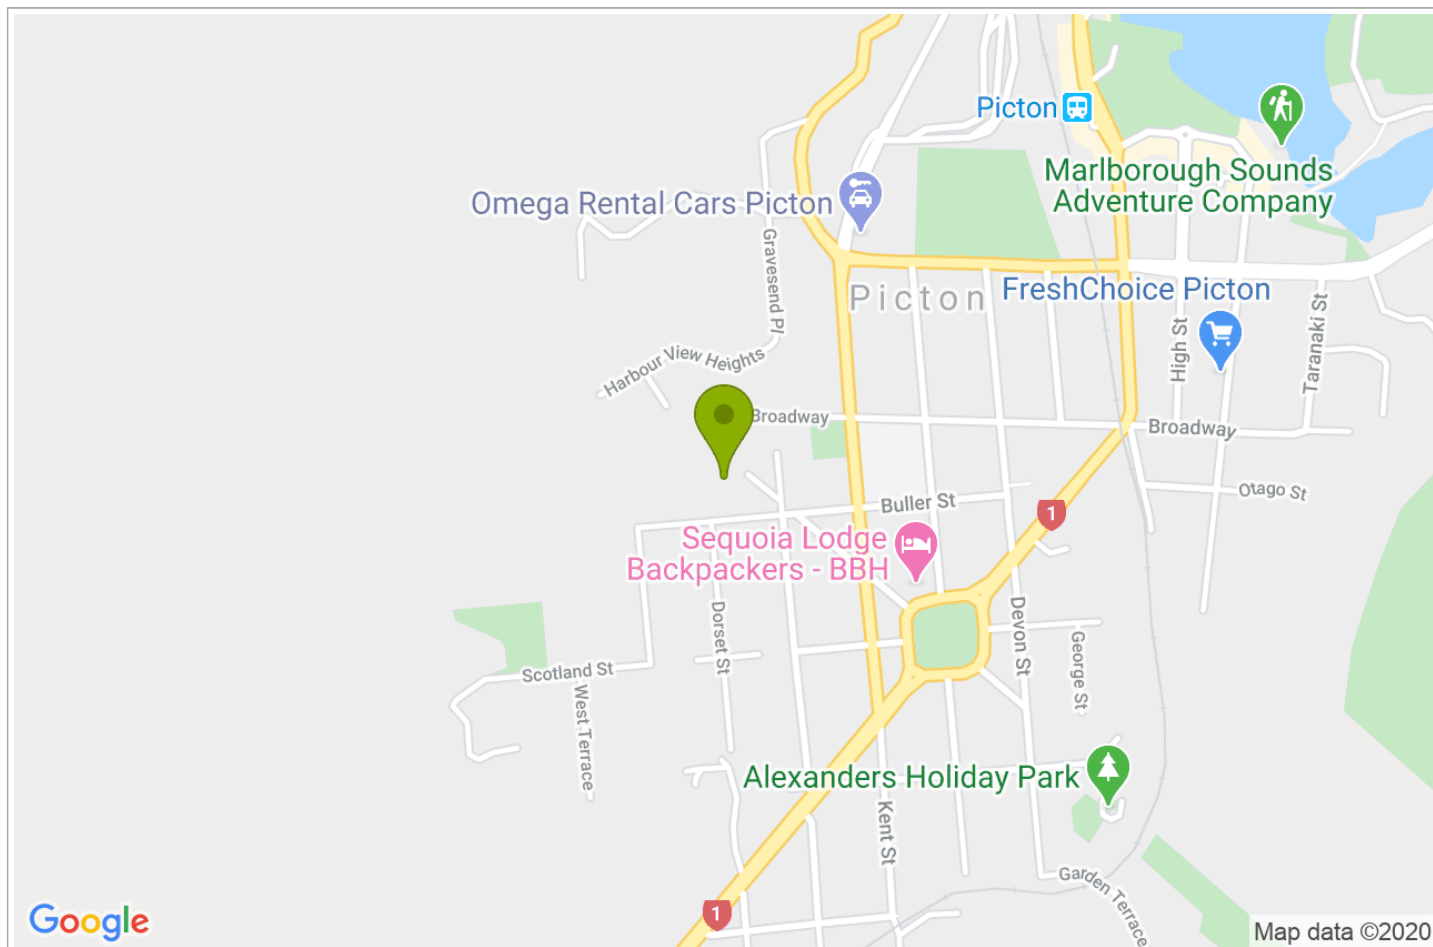 Picton
Marlborough Sounds
Adventure Company
Omega Rental Cars Picton
Gravesend Pl
Picton
FreshChoice Picton
High St
Taranaki St
Harbour View Heights
Broadway
Broadway
Otago St
Buller St
1
Sequoia Lodge
Backpackers - BBH
Dorset St
Devon St
George St
Scotland St
West Terrace
Alexanders Holiday Park
Kent St
Garden Terrace
1
Google
Map data ©2020